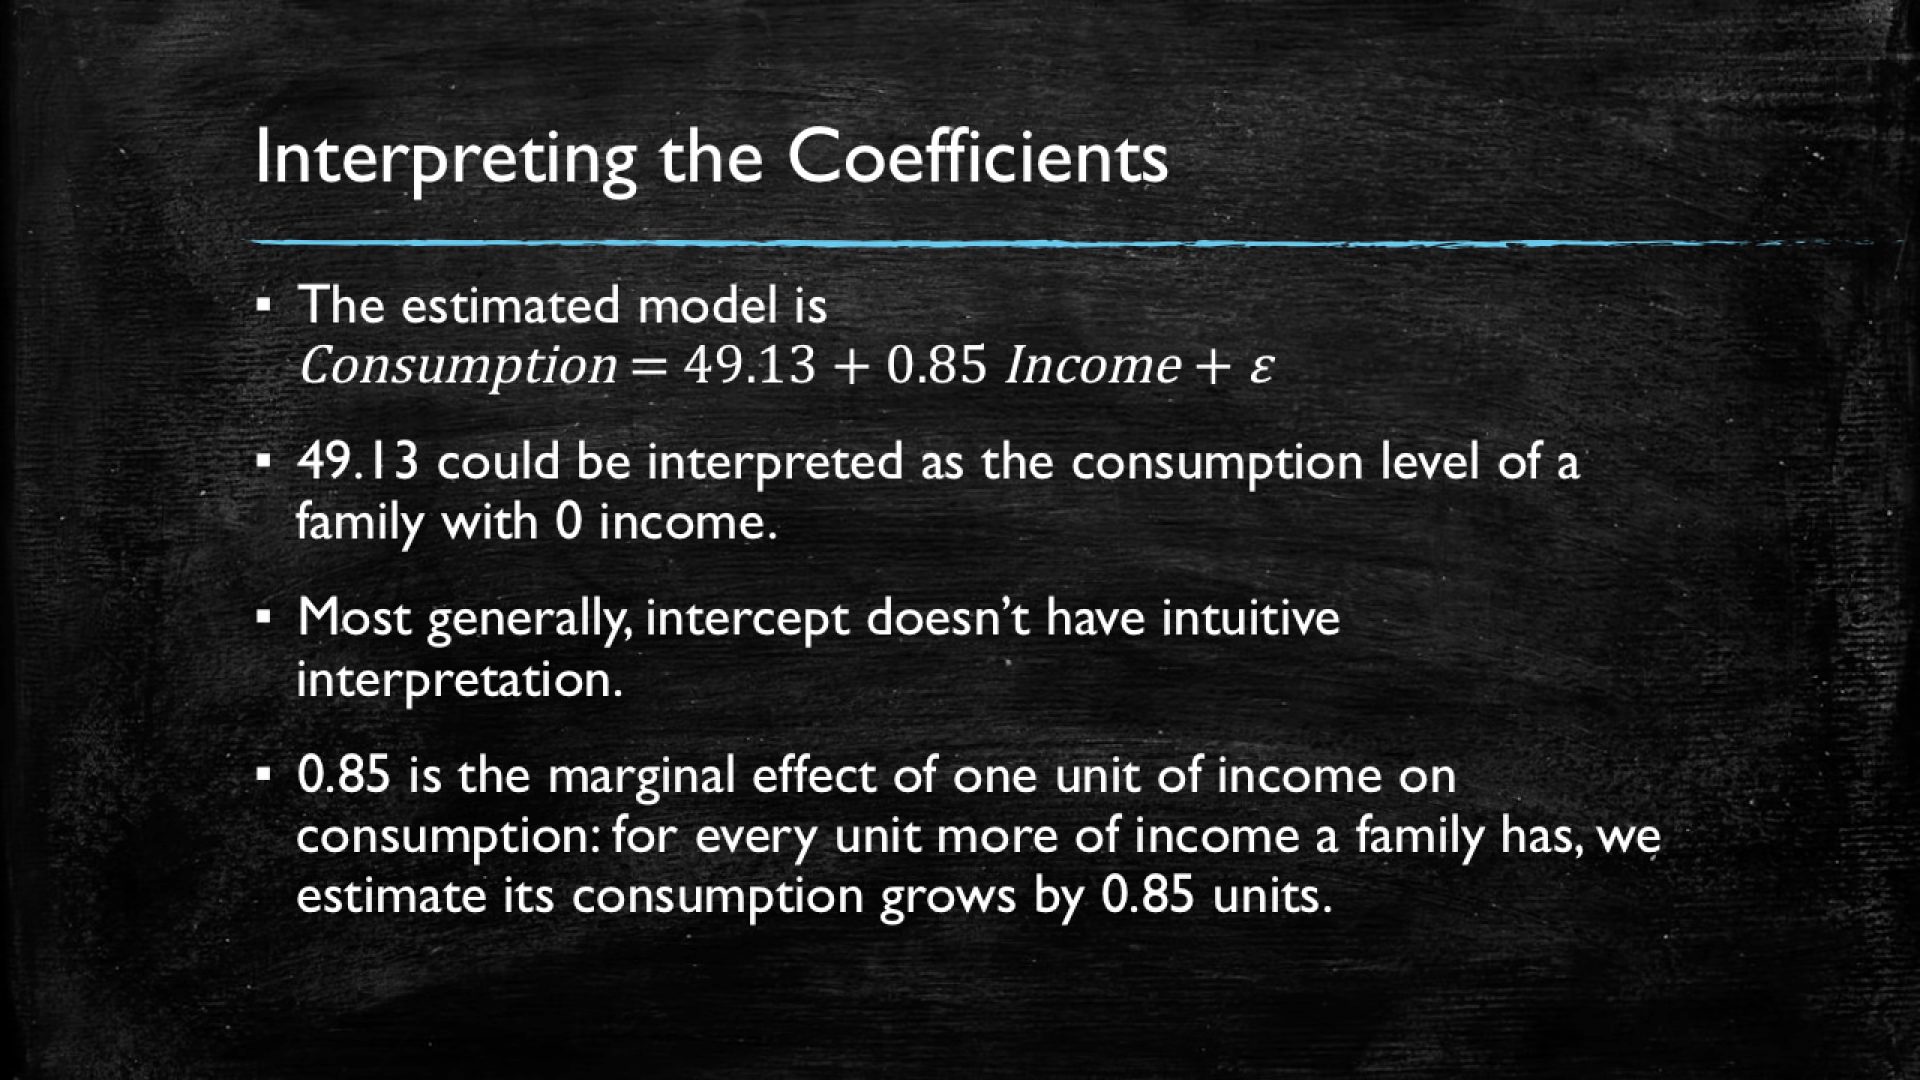 Interpreting the Coefficients
▪ The estimated model is
Consumption = 49.13 + 0.85 Income + ε
▪ 49.13 could be interpreted as the consumption level of a
family with 0 income.
▪ Most generally, intercept doesn’t have intuitive
interpretation.
▪ 0.85 is the marginal effect of one unit of income on
consumption: for every unit more of income a family has, we
estimate its consumption grows by 0.85 units.